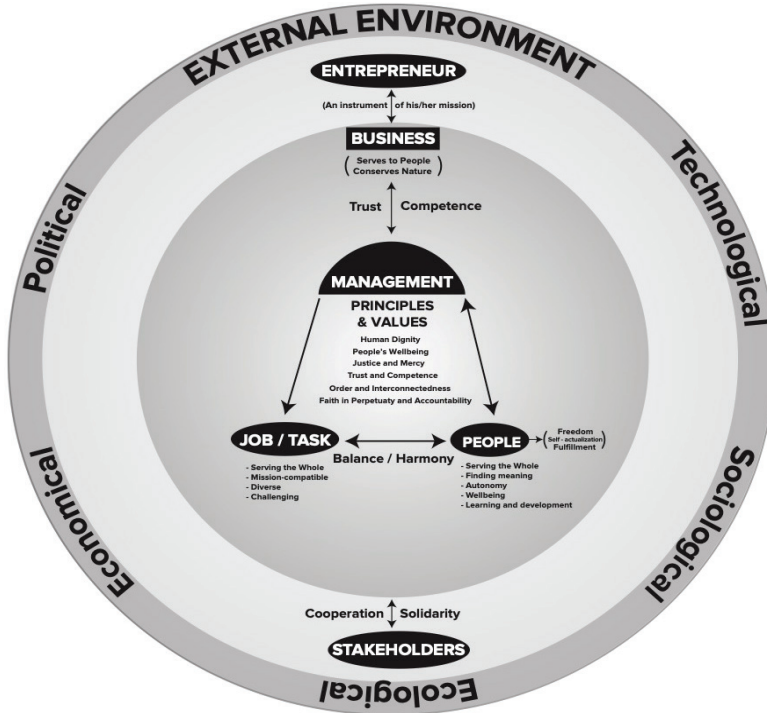 EXTERNAL ENVIRONMENT
ENTREPRENEUR
(An instrument of his/her mission)
BUSINESS
(Serves to People
Conserves Nature)
Trust Competence
Political
Technological
MANAGEMENT
PRINCIPLES
& VALUES
Human Dignity
People's Wellbeing
Justice and Mercy
Trust and Competence
Order and Interconnectedness
Faith in Perpetuaty and Accountability
JOB / TASK
Balance / Harmony
PEOPLE
(Freedom
Self - actualization
Fulfillment)
- Serving the Whole
- Mission-compatible
- Diverse
- Challenging
- Serving the Whole
- Finding meaning
- Autonomy
- Wellbeing
- Learning and development
Economical
Sociological
Cooperation Solidarity
STAKEHOLDERS
Ecological